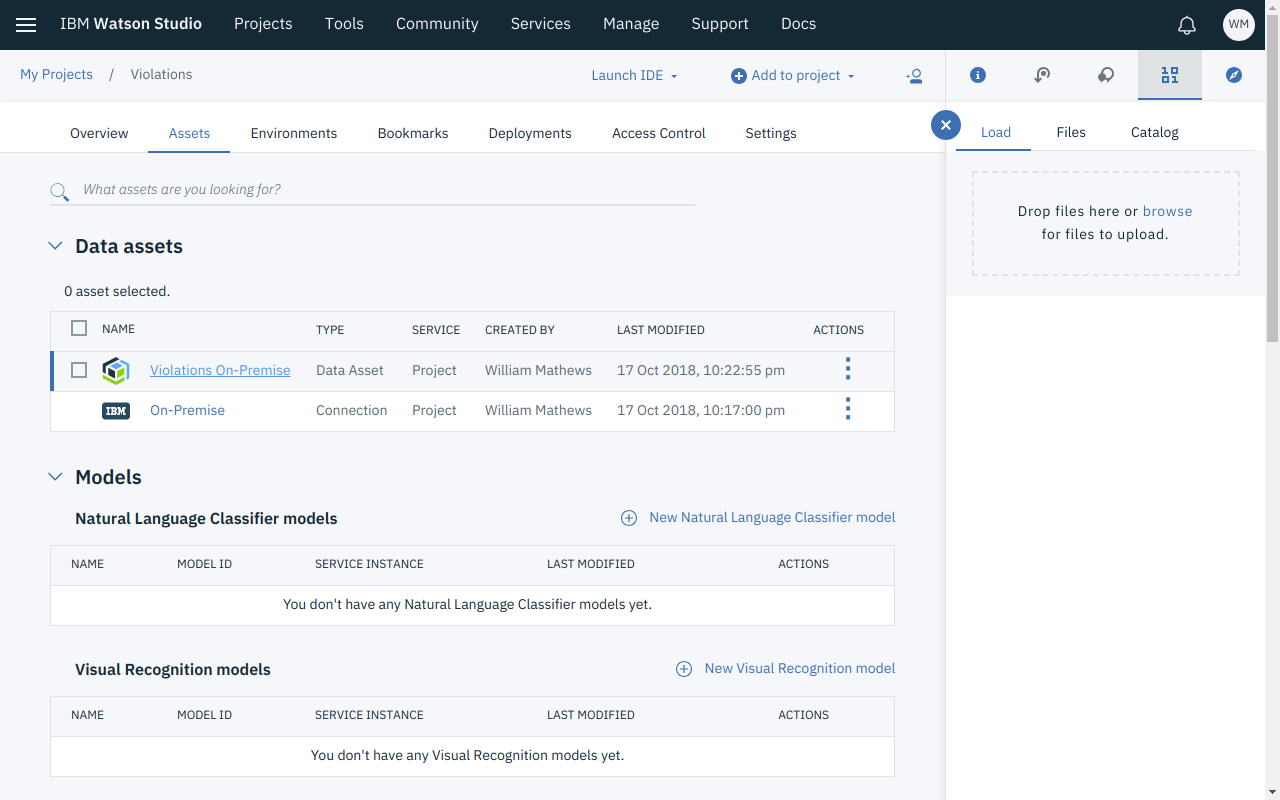 IBM Watson Studio Projects Tools Community Services Manage Support Docs WM
My Projects / Violations Launch IDE Add to project
Overview Assets Environments Bookmarks Deployments Access Control Settings
Load Files Catalog
What assets are you looking for?
Drop files here or browse
for files to upload.
Data assets
0 asset selected.
NAME TYPE SERVICE CREATED BY LAST MODIFIED ACTIONS
Violations On-Premise Data Asset Project William Mathews 17 Oct 2018, 10:22:55 pm
IBM On-Premise Connection Project William Mathews 17 Oct 2018, 10:17:00 pm
Models
Natural Language Classifier models New Natural Language Classifier model
NAME MODEL ID SERVICE INSTANCE LAST MODIFIED ACTIONS
You don't have any Natural Language Classifier models yet.
Visual Recognition models New Visual Recognition model
NAME MODEL ID SERVICE INSTANCE LAST MODIFIED ACTIONS
You don't have any Visual Recognition models yet.